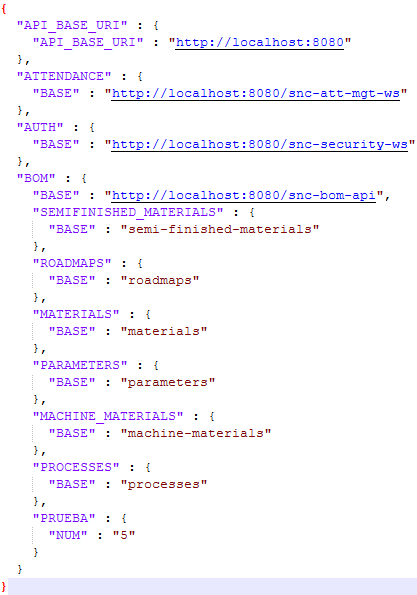 {
  "API_BASE_URI" : {
    "API_BASE_URI" : "http://localhost:8080"
  },
  "ATTENDANCE" : {
    "BASE" : "http://localhost:8080/snc-att-mgt-ws"
  },
  "AUTH" : {
    "BASE" : "http://localhost:8080/snc-security-ws"
  },
  "BOM" : {
    "BASE" : "http://localhost:8080/snc-bom-api",
    "SEMIFINISHED_MATERIALS" : {
      "BASE" : "semi-finished-materials"
    },
    "ROADMAPS" : {
      "BASE" : "roadmaps"
    },
    "MATERIALS" : {
      "BASE" : "materials"
    },
    "PARAMETERS" : {
      "BASE" : "parameters"
    },
    "MACHINE_MATERIALS" : {
      "BASE" : "machine-materials"
    },
    "PROCESSES" : {
      "BASE" : "processes"
    },
    "PRUEBA" : {
      "NUM" : "5"
    }
  }
}